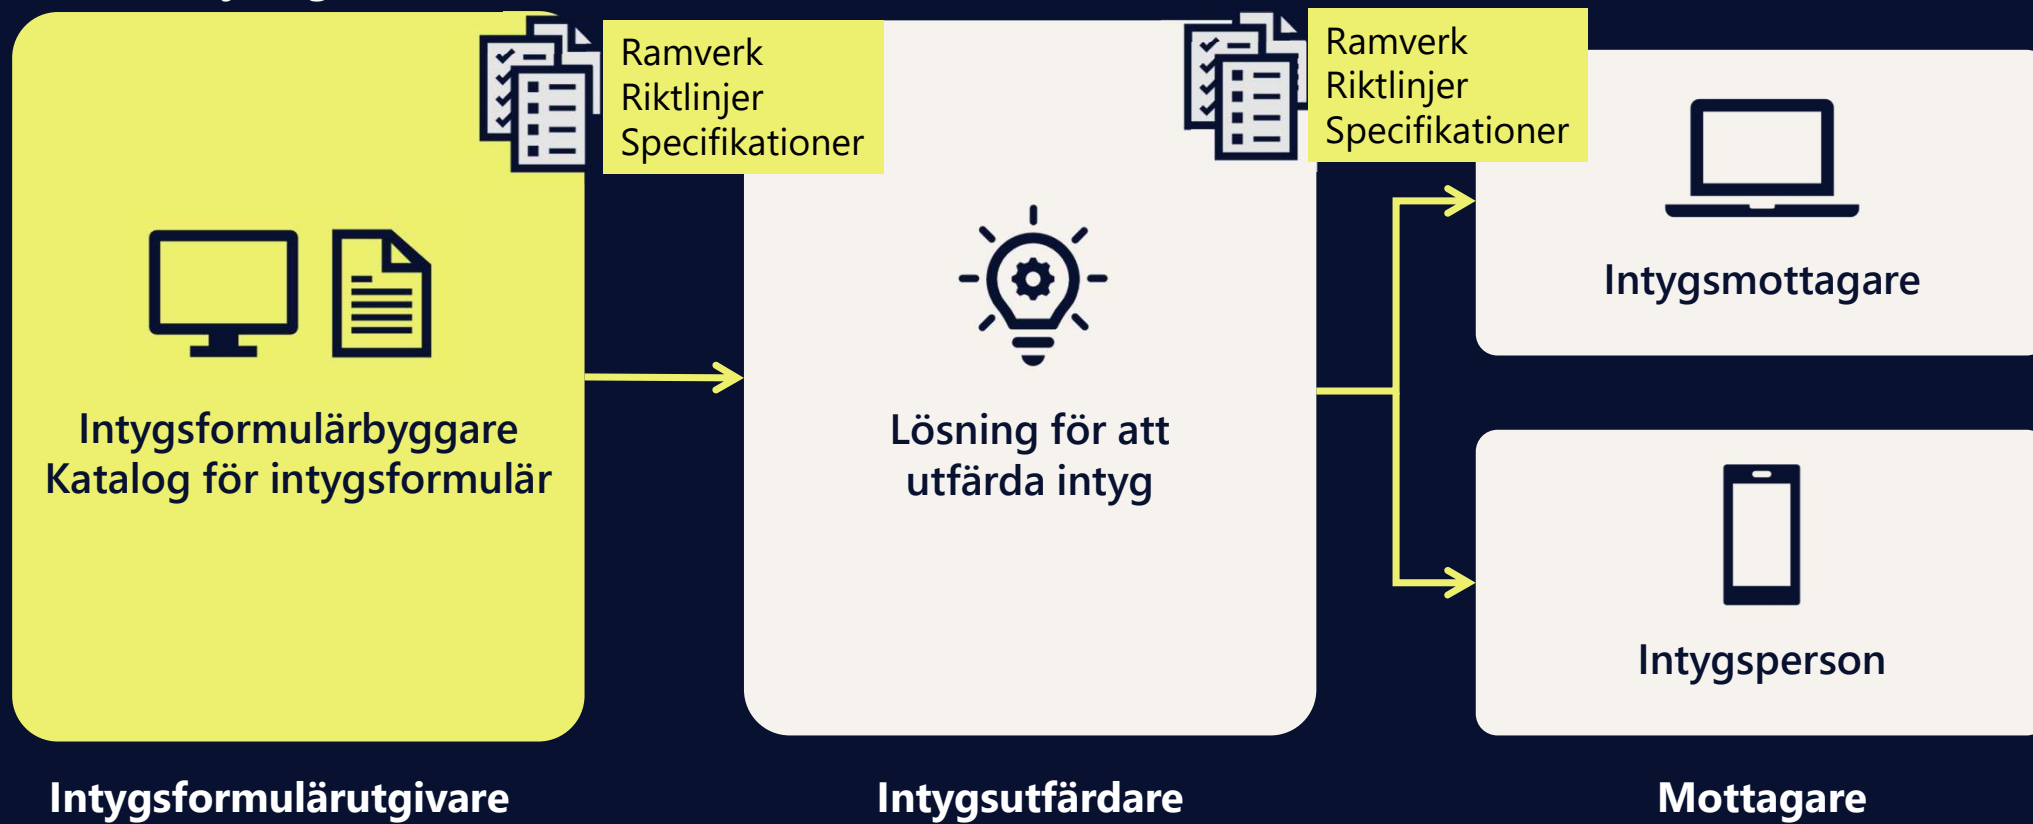 Ramverk
Riktlinjer
Specifikationer
Ramverk
Riktlinjer
Specifikationer
Intygsformulärbyggare
Katalog för intygsformulär
Lösning för att
utfärda intyg
Intygsmottagare
Intygsperson
Intygsformulärutgivare
Intygsutfärdare
Mottagare